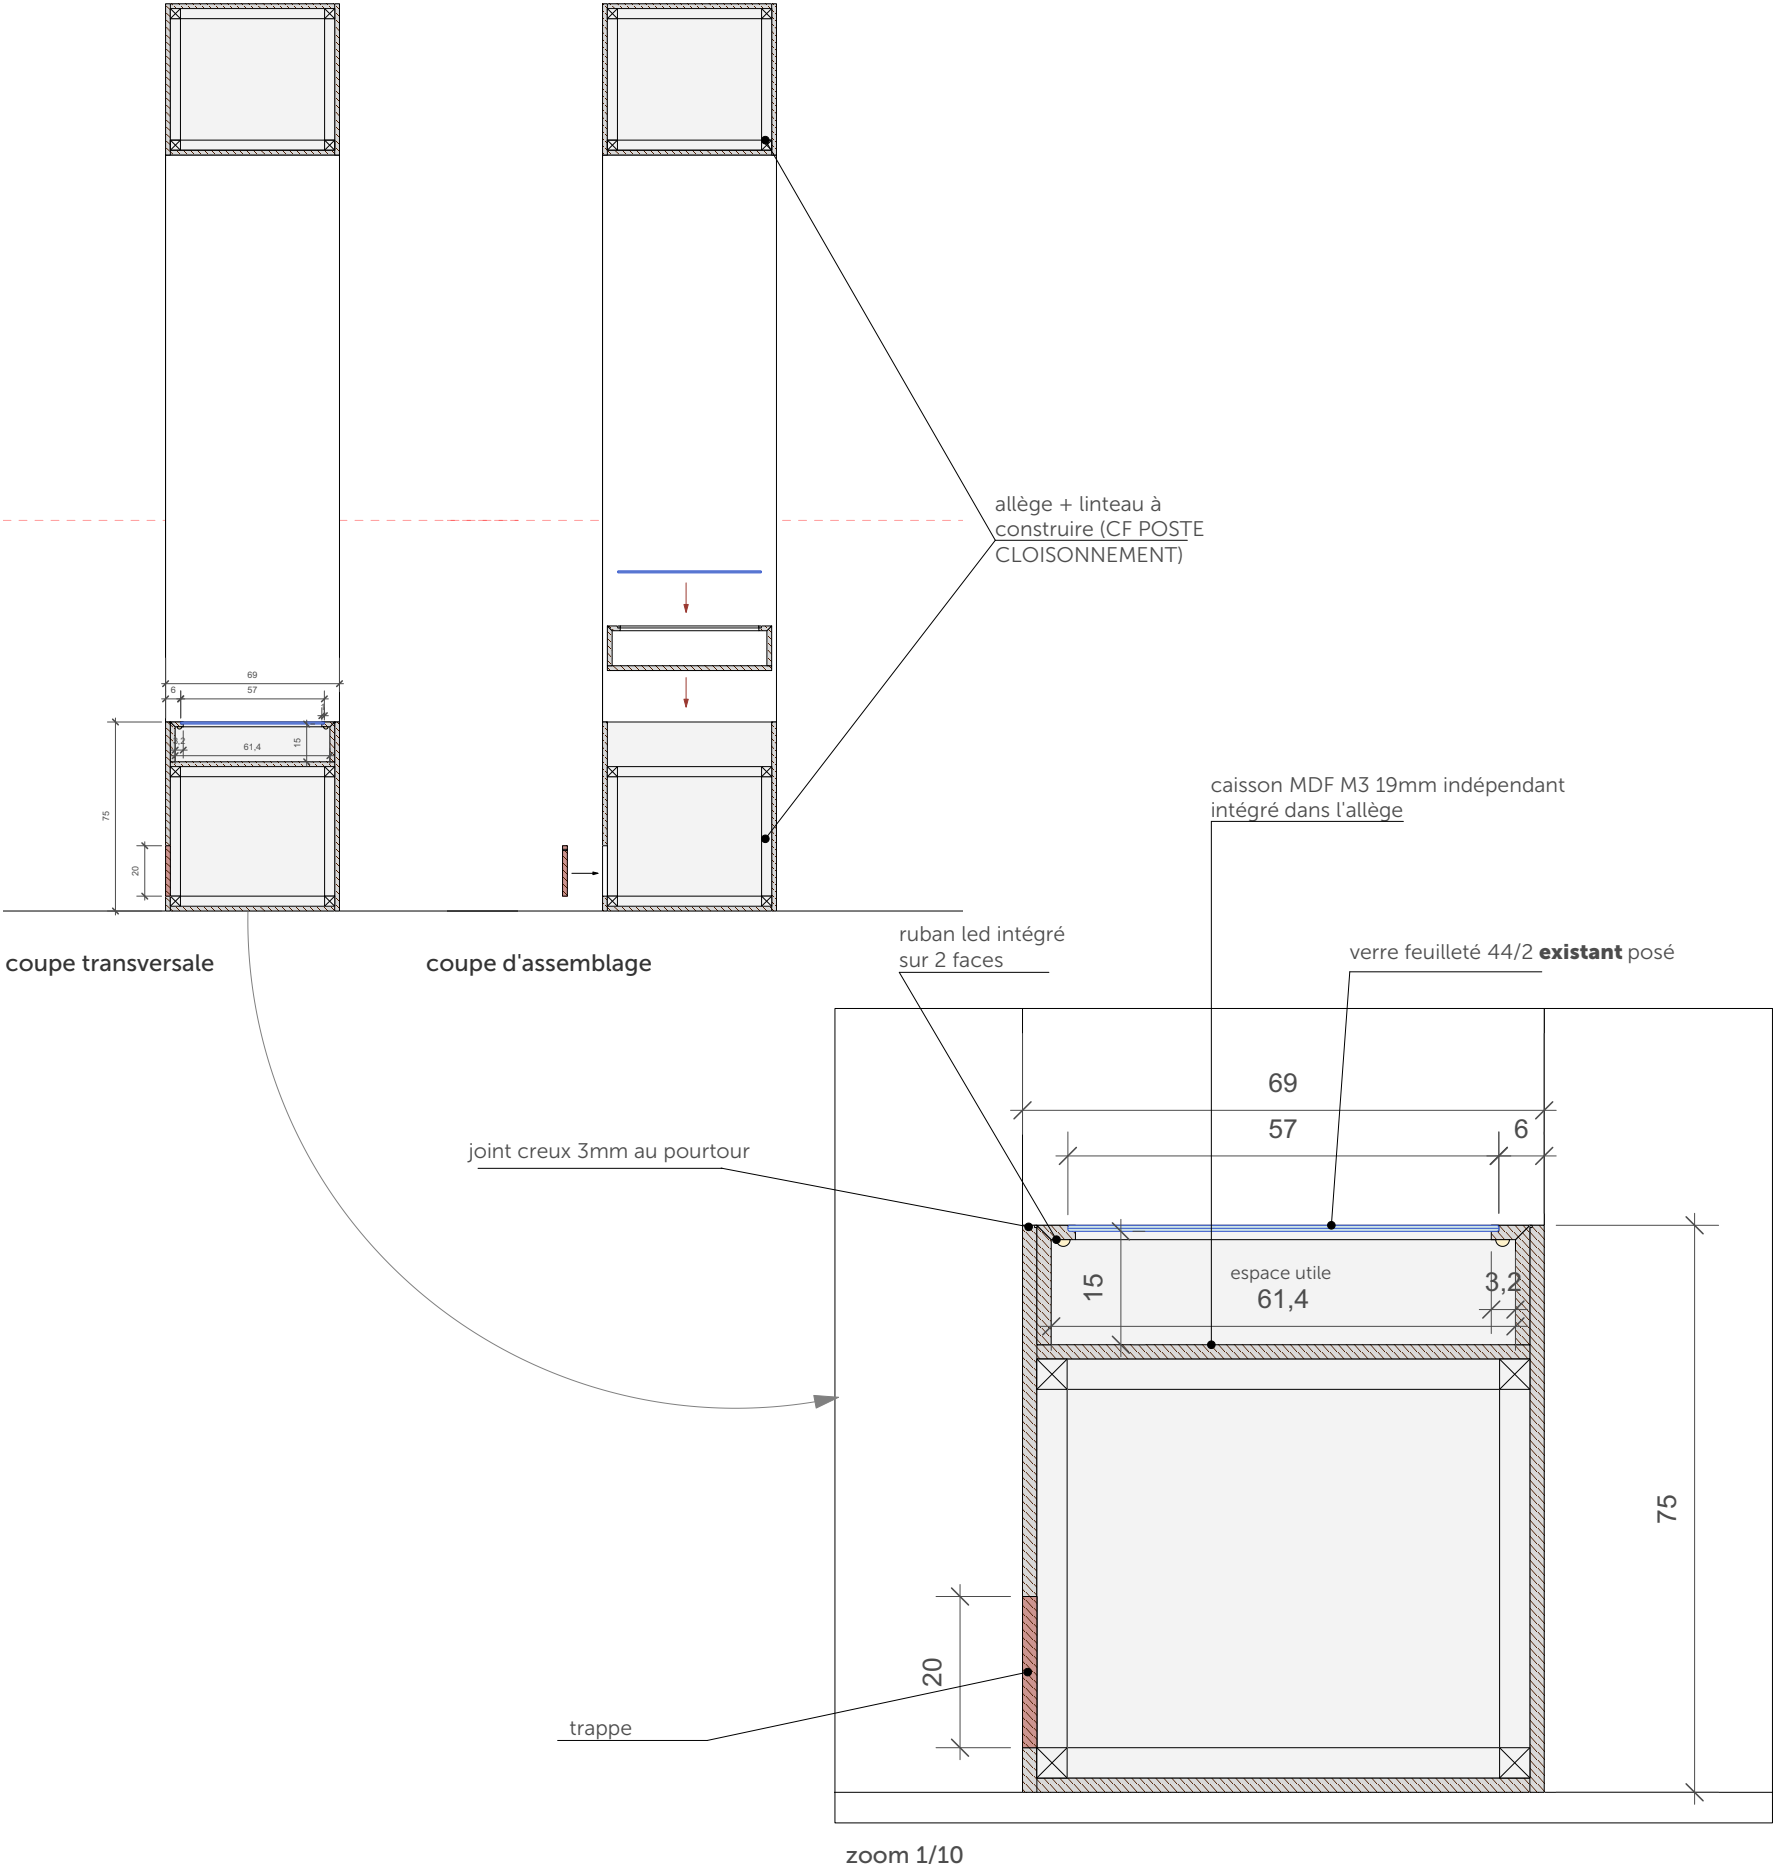 allège + linteau à
construire (CF POSTE
CLOISONNEMENT)
69
6
57
3,2
61,4
15
75
20
caisson MDF M3 19mm indépendant
intégré dans l'allège
ruban led intégré
sur 2 faces
verre feuilleté 44/2 existant posé
coupe transversale
coupe d'assemblage
69
57
6
joint creux 3mm au pourtour
15
espace utile
61,4
3,2
75
20
trappe
zoom 1/10